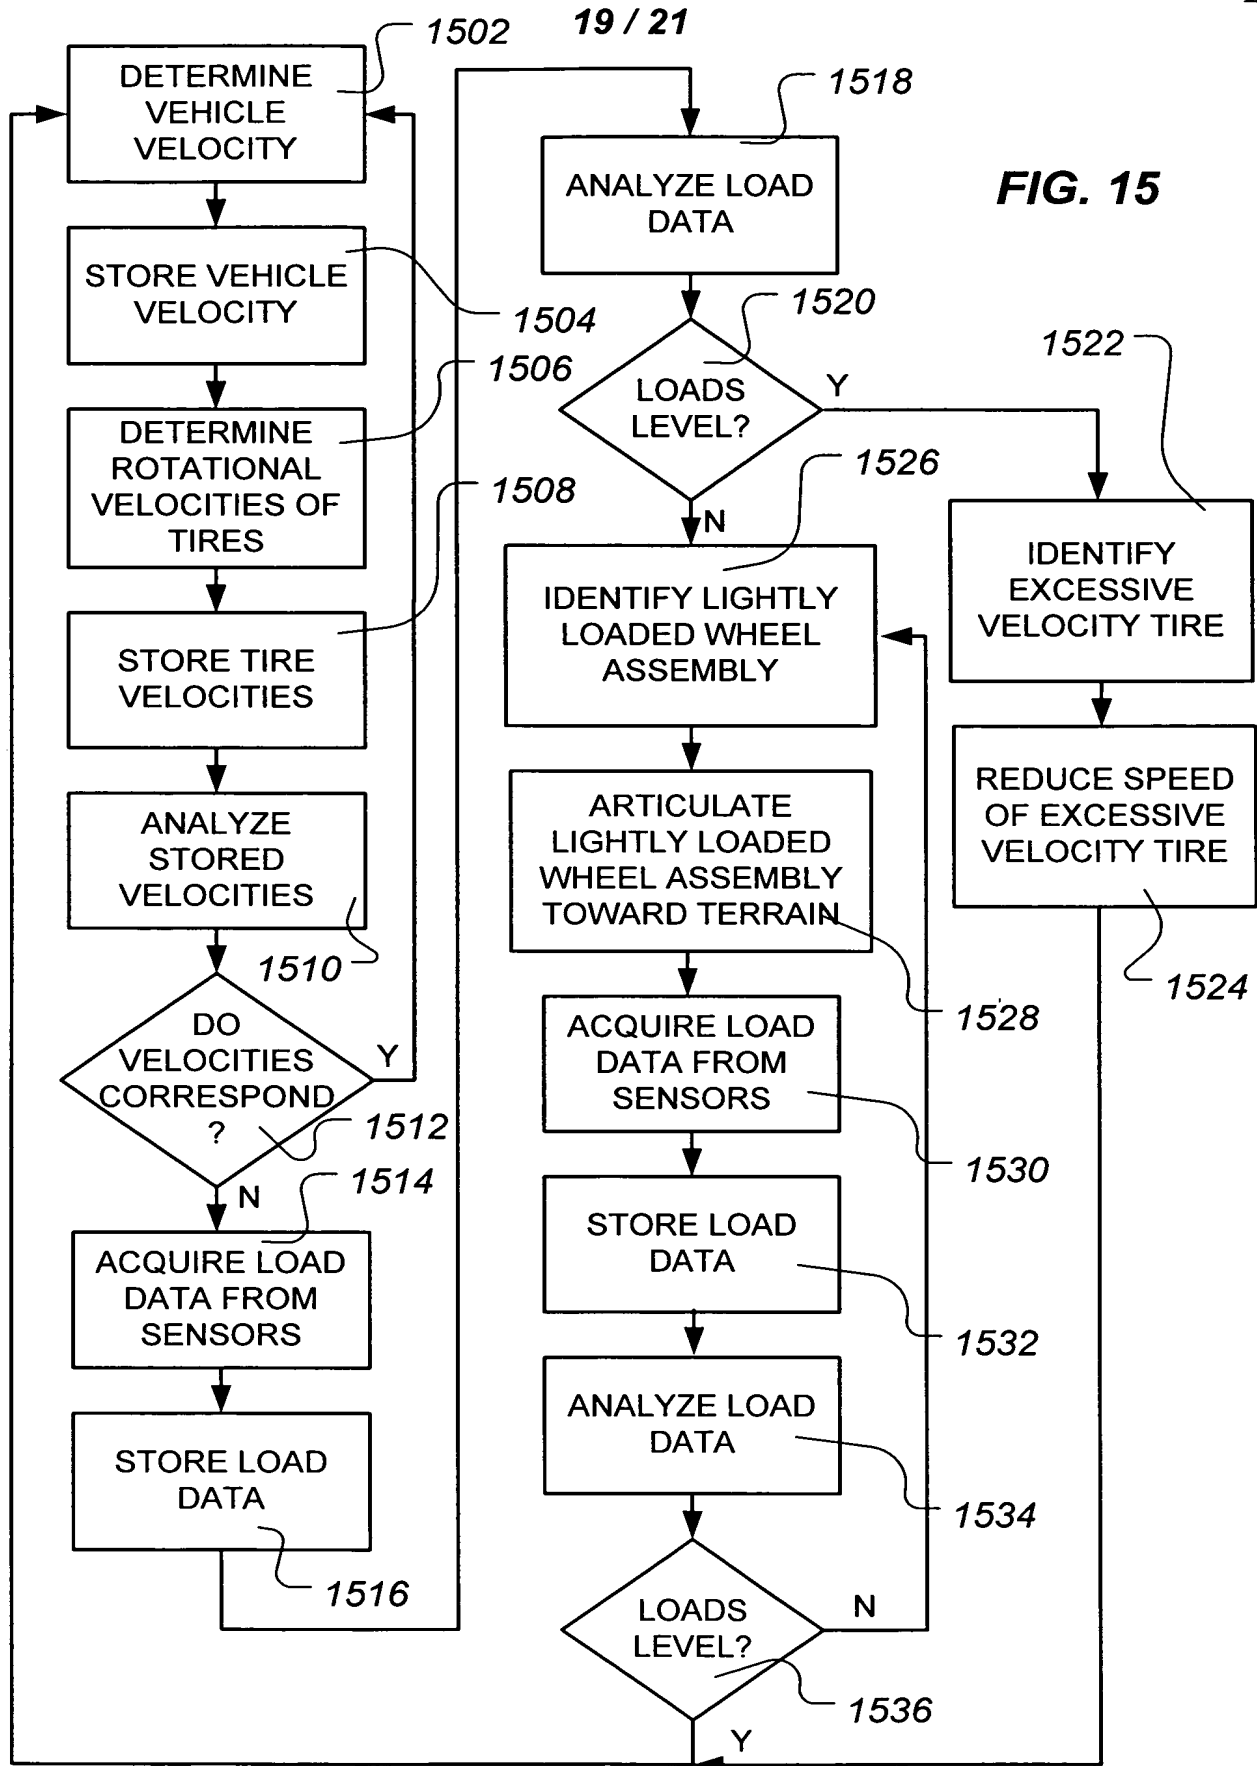 19 / 21
FIG. 15
1502
DETERMINE
VEHICLE
VELOCITY
STORE VEHICLE
VELOCITY
1504
1506
DETERMINE
ROTATIONAL
VELOCITIES OF
TIRES
1508
STORE TIRE
VELOCITIES
ANALYZE
STORED
VELOCITIES
1510
DO
VELOCITIES
CORRESPOND
?
Y
1512
N
1514
ACQUIRE LOAD
DATA FROM
SENSORS
STORE LOAD
DATA
1516
1518
ANALYZE LOAD
DATA
1520
LOADS
LEVEL?
Y
N
1522
IDENTIFY
EXCESSIVE
VELOCITY TIRE
REDUCE SPEED
OF EXCESSIVE
VELOCITY TIRE
1524
1526
IDENTIFY LIGHTLY
LOADED WHEEL
ASSEMBLY
ARTICULATE
LIGHTLY LOADED
WHEEL ASSEMBLY
TOWARD TERRAIN
1528
ACQUIRE LOAD
DATA FROM
SENSORS
1530
STORE LOAD
DATA
1532
ANALYZE LOAD
DATA
1534
LOADS
LEVEL?
N
1536
Y